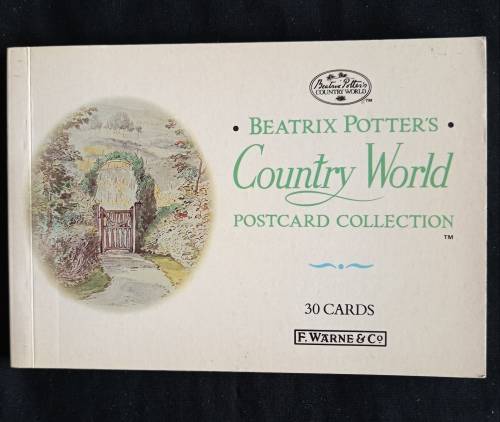 Beatrix Potter's
COUNTRY WORLD
TM
• BEATRIX POTTER'S •
Country World
POSTCARD COLLECTION
TM
30 CARDS
F. WARNE & Co